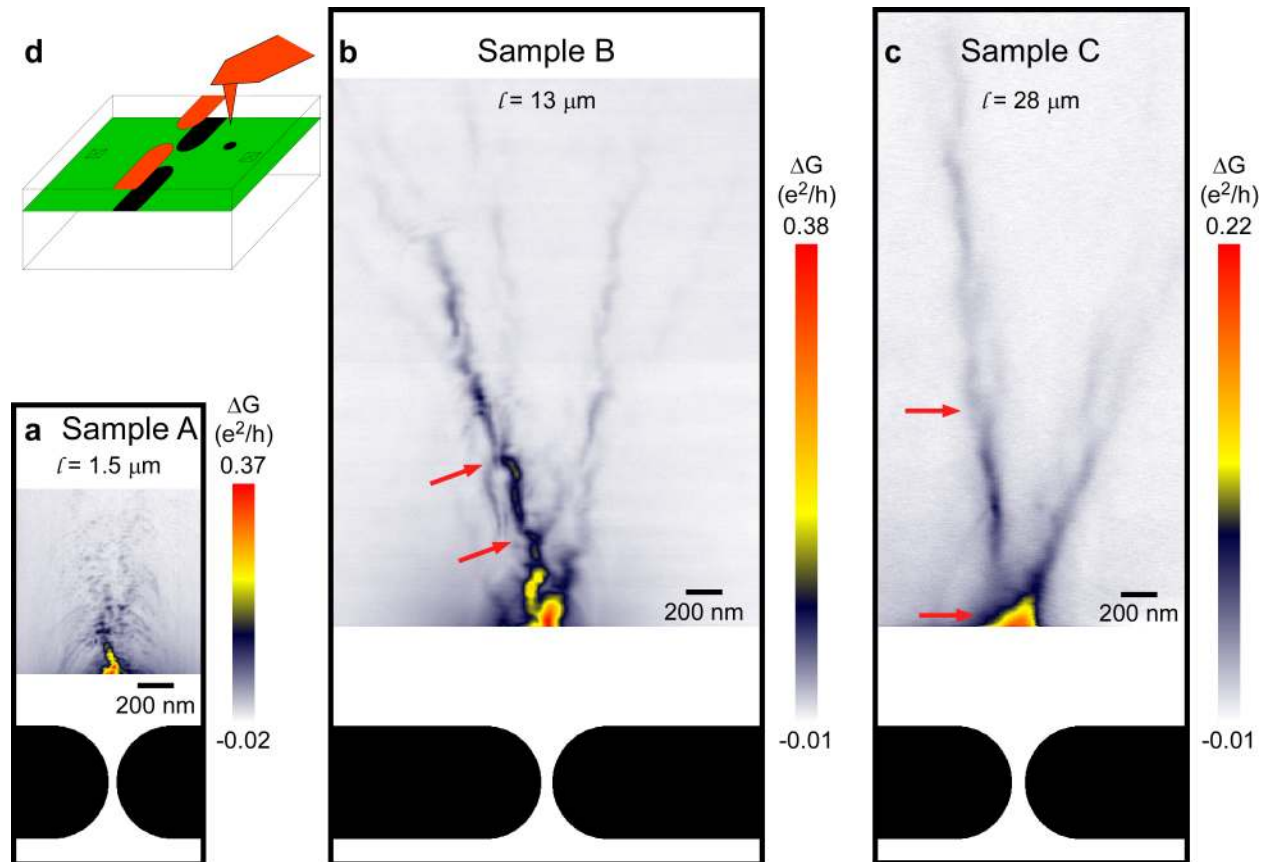 d
b Sample B
ℓ = 13 μm
ΔG
(e²/h)
0.38
-0.01
200 nm
c Sample C
ℓ = 28 μm
ΔG
(e²/h)
0.22
-0.01
200 nm
a Sample A
ℓ = 1.5 μm
ΔG
(e²/h)
0.37
-0.02
200 nm